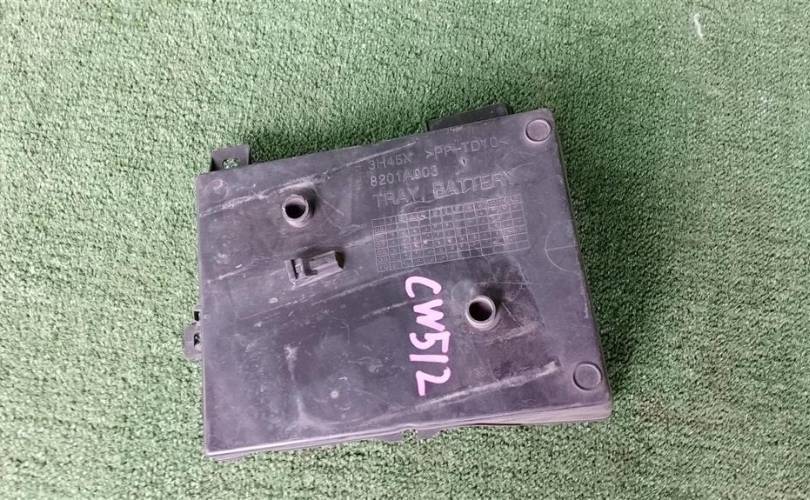 3H45X >PP-TD10<
8201A003
TRAY, BATTERY
CW512